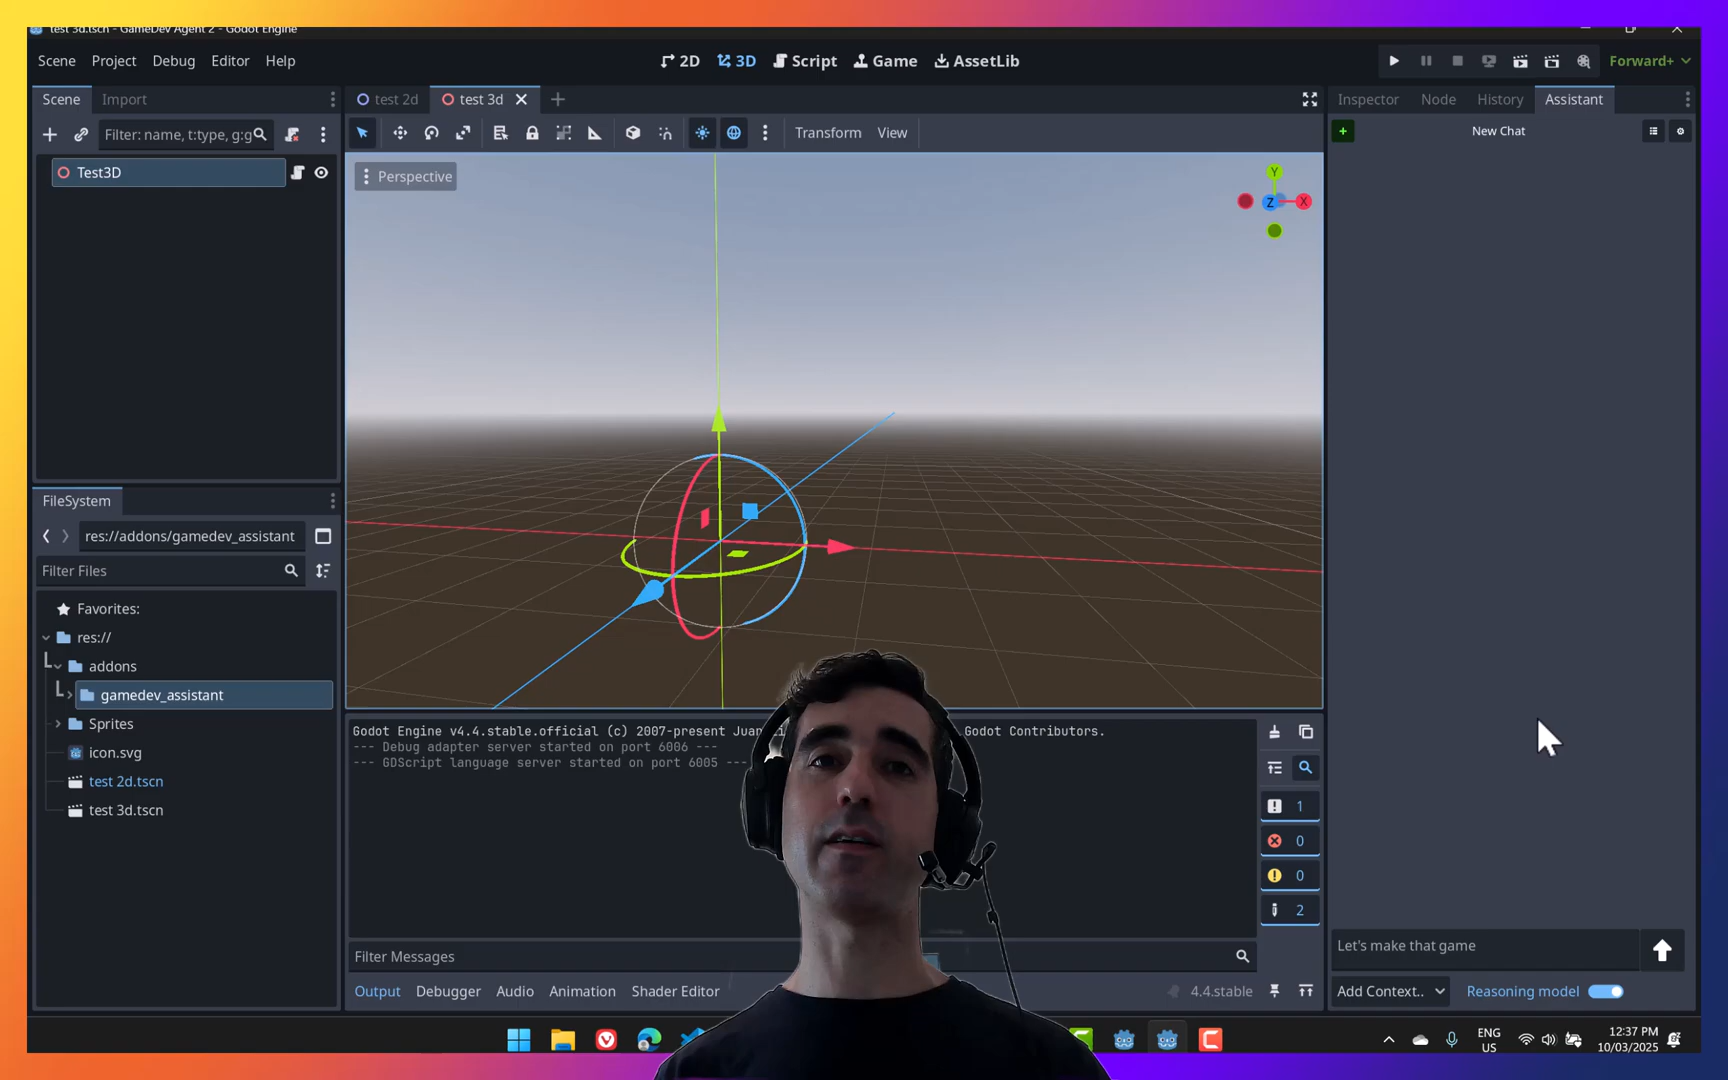 test 3d.tscn - GameDev Agent 2 - Godot Engine
Scene Project Debug Editor Help
2D 3D Script Game AssetLib
Forward+
Scene Import
test 2d test 3d
Inspector Node History Assistant
Filter: name, t:type, g:g
Transform View
New Chat
Test3D
Perspective
Y
Z X
FileSystem
res://addons/gamedev_assistant
Filter Files
Favorites:
res://
addons
gamedev_assistant
Sprites
icon.svg
test 2d.tscn
test 3d.tscn
Godot Engine v4.4.stable.official (c) 2007-present Juan Godot Contributors.
--- Debug adapter server started on port 6006 ---
--- GDScript language server started on port 6005 ---
1
0
0
2
Filter Messages
Output Debugger Audio Animation Shader Editor
4.4.stable
Let's make that game
Add Context.. Reasoning model
ENG
US
12:37 PM
10/03/2025